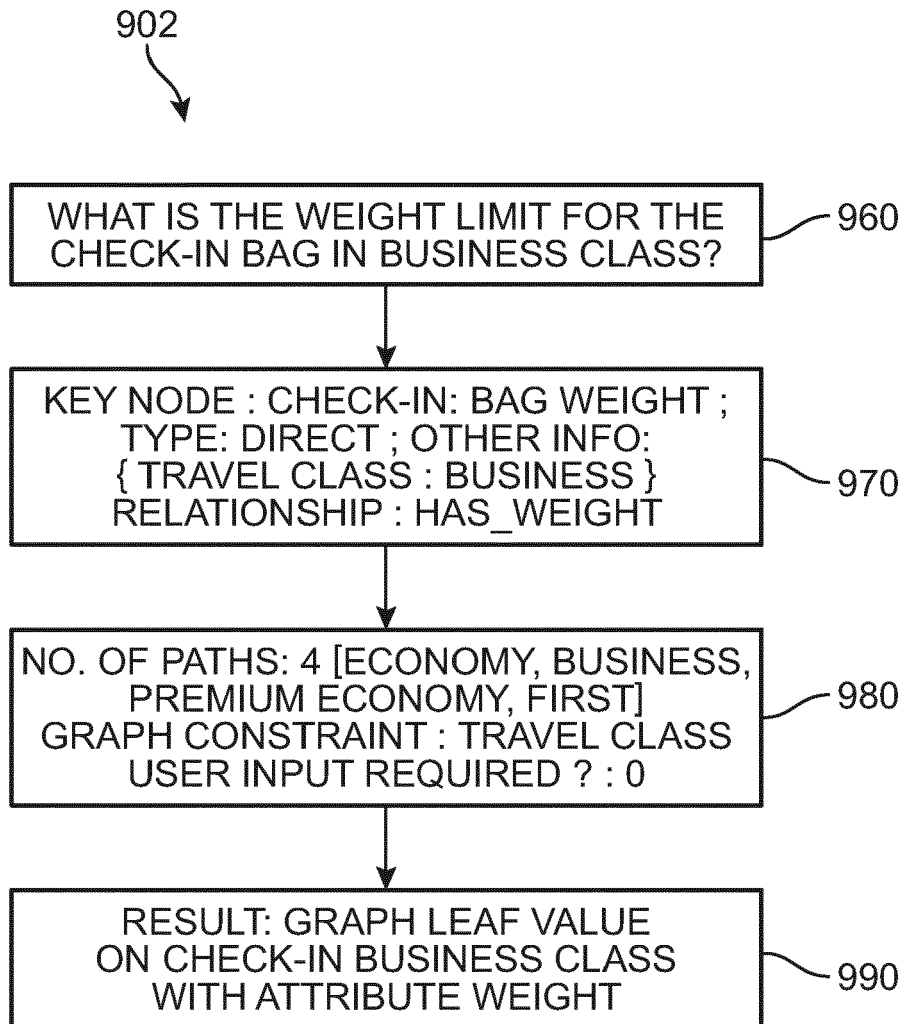 902
WHAT IS THE WEIGHT LIMIT FOR THE
CHECK-IN BAG IN BUSINESS CLASS?
960
KEY NODE : CHECK-IN: BAG WEIGHT ;
TYPE: DIRECT ; OTHER INFO:
{ TRAVEL CLASS : BUSINESS }
RELATIONSHIP : HAS_WEIGHT
970
NO. OF PATHS: 4 [ECONOMY, BUSINESS,
PREMIUM ECONOMY, FIRST]
GRAPH CONSTRAINT : TRAVEL CLASS
USER INPUT REQUIRED ? : 0
980
RESULT: GRAPH LEAF VALUE
ON CHECK-IN BUSINESS CLASS
WITH ATTRIBUTE WEIGHT
990